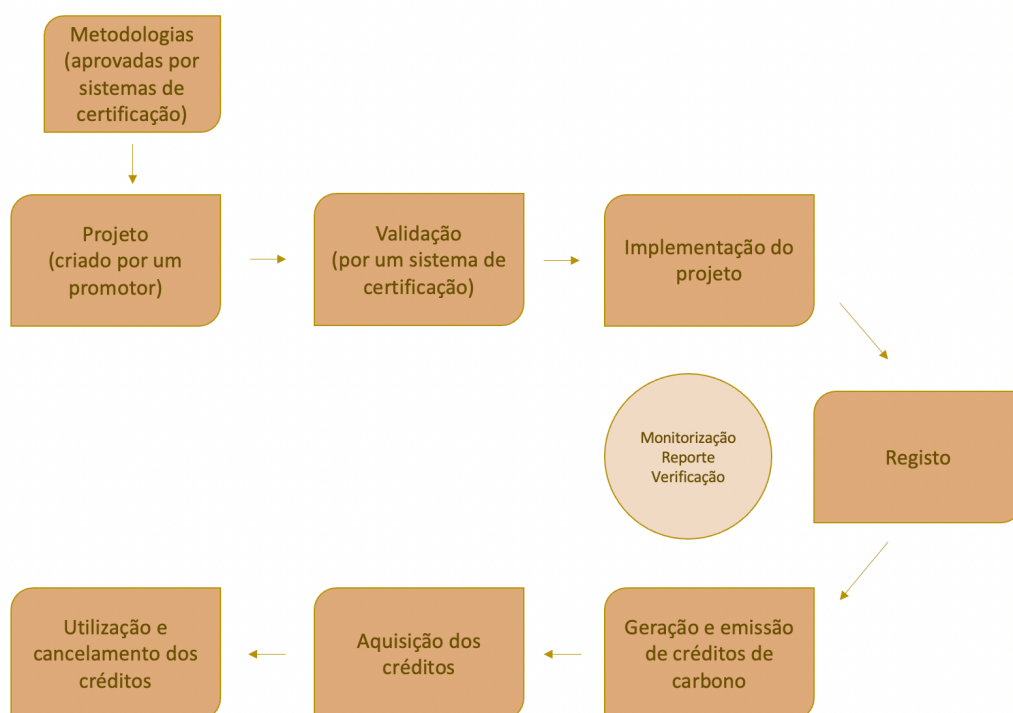 Metodologias
(aprovadas por
sistemas de
certificação)
Projeto
(criado por um
promotor)
Validação
(por um sistema de
certificação)
Implementação do
projeto
Monitorização
Reporte
Verificação
Registo
Geração e emissão
de créditos de
carbono
Aquisição dos
créditos
Utilização e
cancelamento dos
créditos